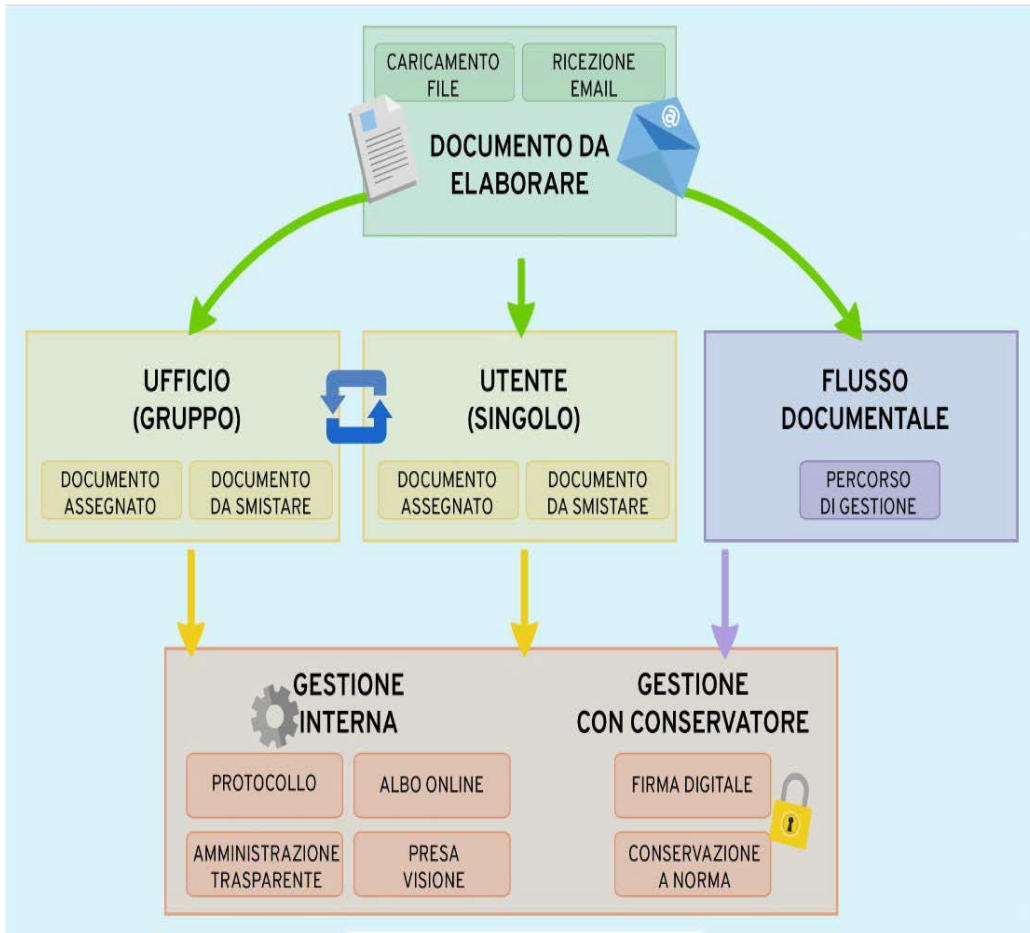 CARICAMENTO
FILE
RICEZIONE
EMAIL
@
DOCUMENTO DA
ELABORARE
UFFICIO
(GRUPPO)
DOCUMENTO
ASSEGNATO
DOCUMENTO
DA SMISTARE
UTENTE
(SINGOLO)
DOCUMENTO
ASSEGNATO
DOCUMENTO
DA SMISTARE
FLUSSO
DOCUMENTALE
PERCORSO
DI GESTIONE
GESTIONE
INTERNA
PROTOCOLLO
ALBO ONLINE
AMMINISTRAZIONE
TRASPARENTE
PRESA
VISIONE
GESTIONE
CON CONSERVATORE
FIRMA DIGITALE
CONSERVAZIONE
A NORMA